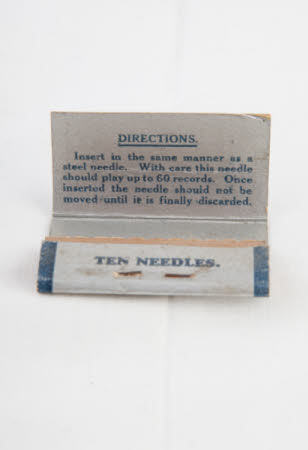 DIRECTIONS.
Insert in the same manner as a
steel needle. With care this needle
should play up to 60 records. Once
inserted the needle should not be
moved until it is finally discarded.
TEN NEEDLES.